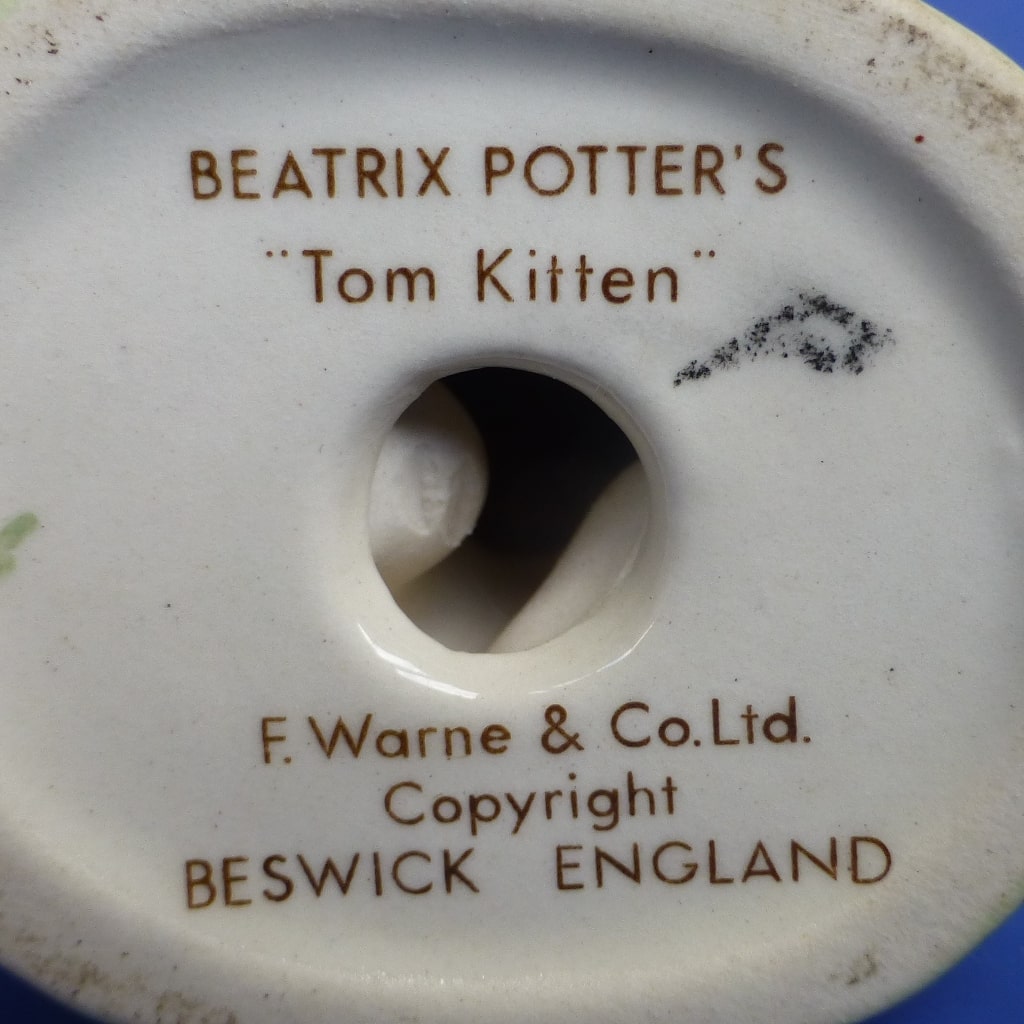 BEATRIX POTTER'S
"Tom Kitten"
F. Warne & Co.Ltd.
Copyright
BESWICK ENGLAND